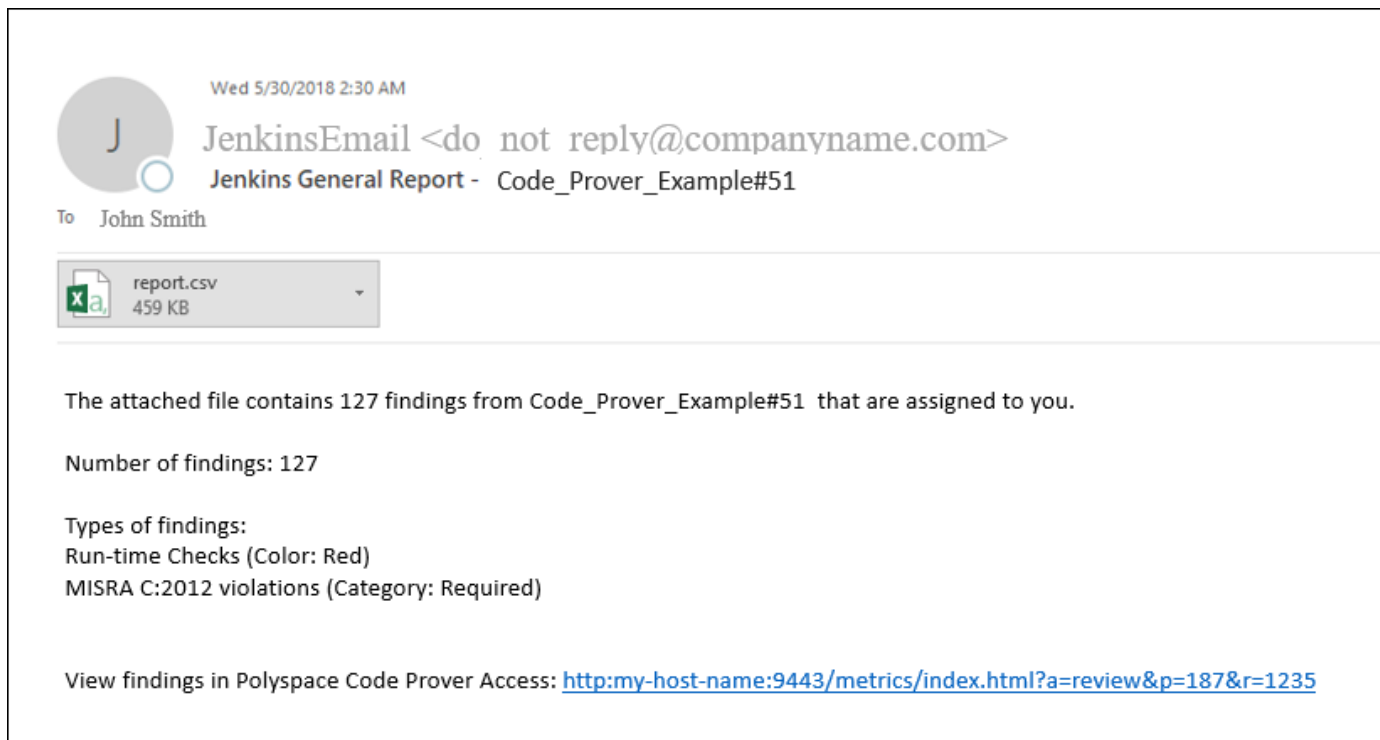 Wed 5/30/2018 2:30 AM
J
JenkinsEmail <do_not_reply@companyname.com>
Jenkins General Report - Code_Prover_Example#51
To John Smith
report.csv
459 KB
The attached file contains 127 findings from Code_Prover_Example#51 that are assigned to you.
Number of findings: 127
Types of findings:
Run-time Checks (Color: Red)
MISRA C:2012 violations (Category: Required)
View findings in Polyspace Code Prover Access: http:my-host-name:9443/metrics/index.html?a=review&p=187&r=1235